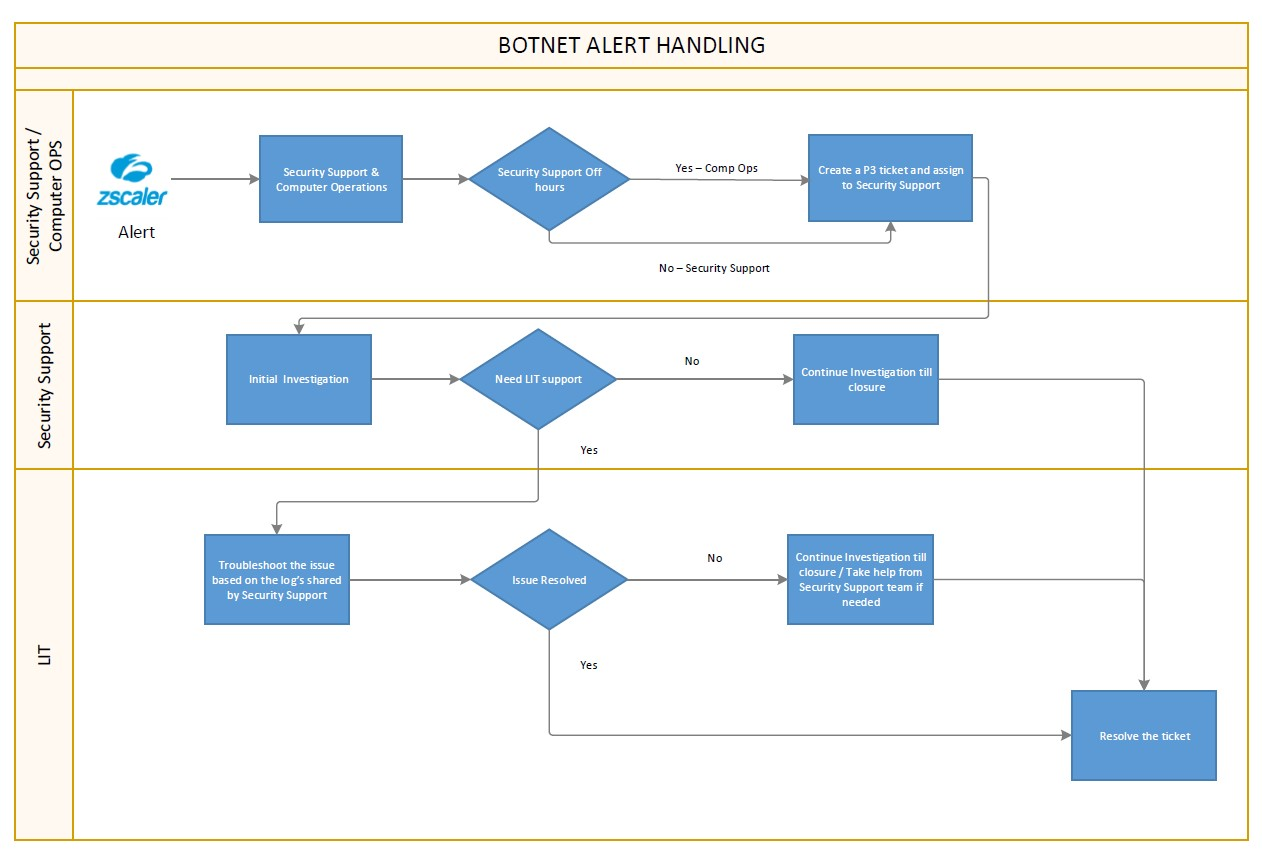 BOTNET ALERT HANDLING
Security Support /
Computer OPS
zscaler
Alert
Security Support &
Computer Operations
Security Support Off
hours
Yes – Comp Ops
No – Security Support
Create a P3 ticket and assign
to Security Support
Security Support
Initial Investigation
Need LIT support
No
Yes
Continue Investigation till
closure
LIT
Troubleshoot the issue
based on the log's shared
by Security Support
Issue Resolved
No
Yes
Continue Investigation till
closure / Take help from
Security Support team if
needed
Resolve the ticket